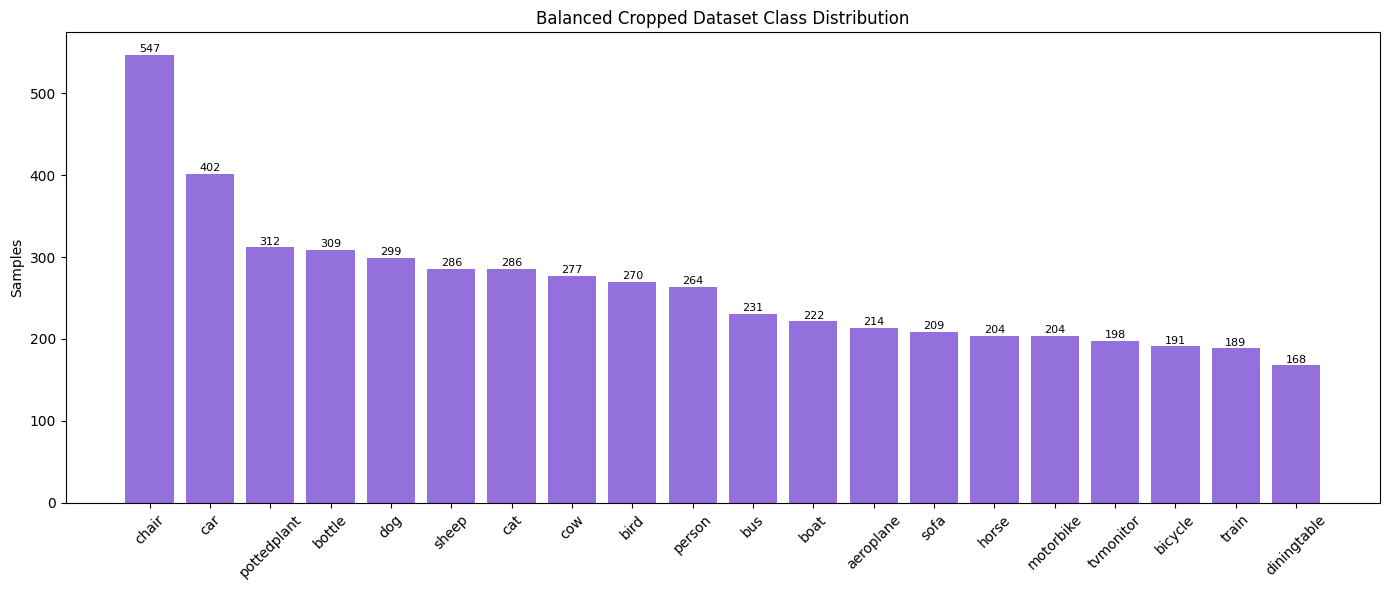 Balanced Cropped Dataset Class Distribution
547
402
312
309
299
286
286
277
270
264
231
222
214
209
204
204
198
191
189
168
Samples
500
400
300
200
100
0
chair
car
pottedplant
bottle
dog
sheep
cat
cow
bird
person
bus
boat
aeroplane
sofa
horse
motorbike
tvmonitor
bicycle
train
diningtable